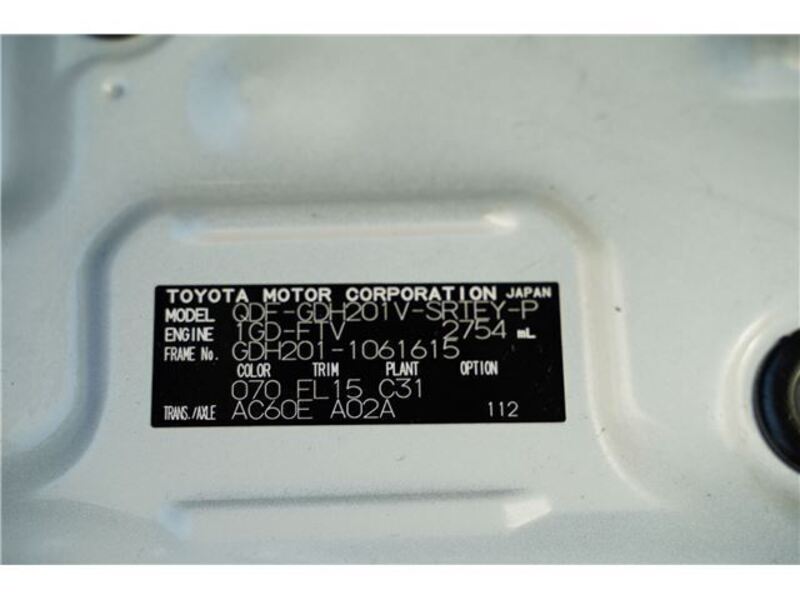 TOYOTA MOTOR CORPORATION JAPAN
MODEL QDF-GDH201V-SRTEY-P
ENGINE 1GD-FTV 2754 mL
FRAME No. GDH201-1061615
COLOR TRIM PLANT OPTION
070 FL15 C31
TRANS./AXLE AC60E A02A 112